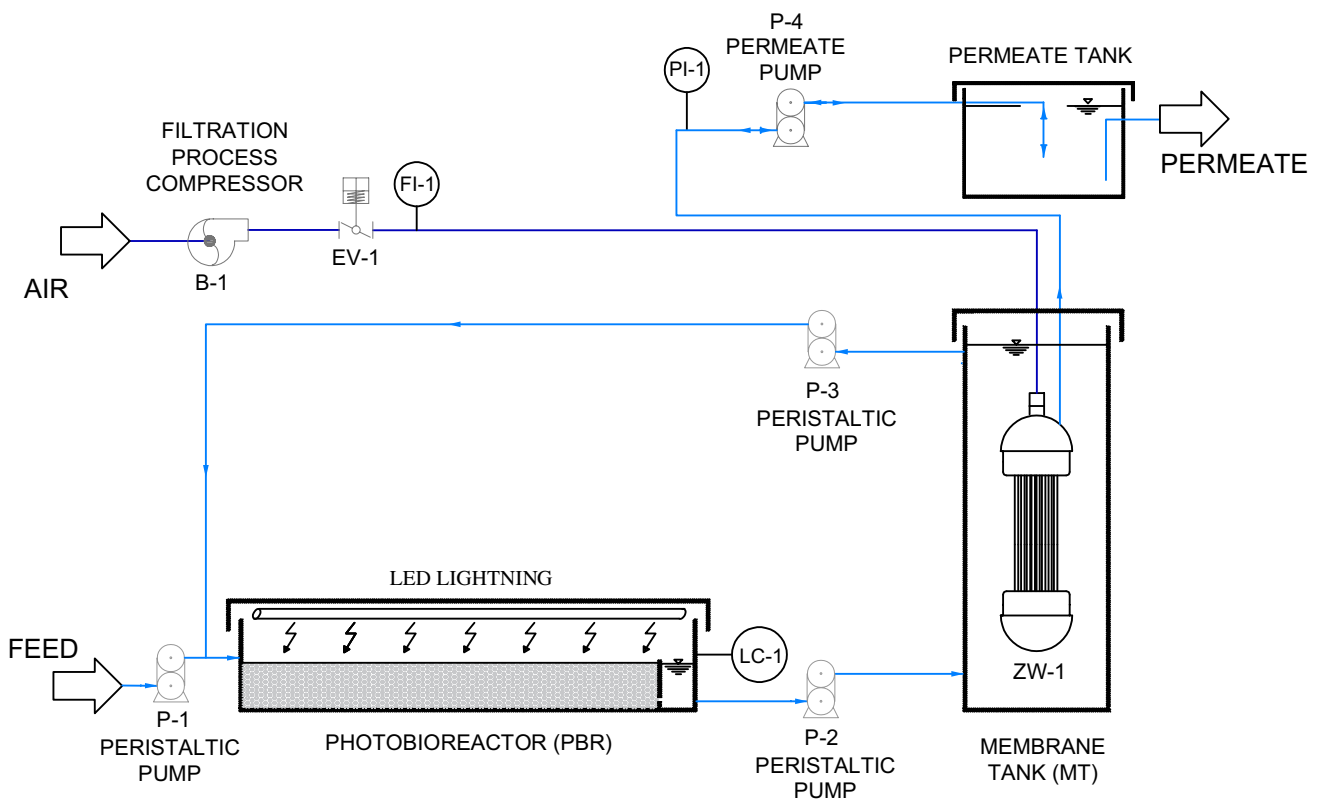 P-4
PERMEATE
PUMP
PI-1
PERMEATE TANK
PERMEATE
FILTRATION
PROCESS
COMPRESSOR
FI-1
EV-1
B-1
AIR
P-3
PERISTALTIC
PUMP
LED LIGHTNING
FEED
LC-1
ZW-1
P-1
PERISTALTIC
PUMP
PHOTOBIOREACTOR (PBR)
P-2
PERISTALTIC
PUMP
MEMBRANE
TANK (MT)